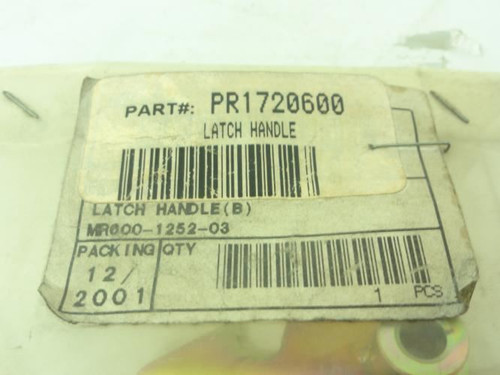 PART#: PR1720600
LATCH HANDLE
LATCH HANDLE(B)
MR600-1252-03
PACKING QTY
12/
2001
1 PCS